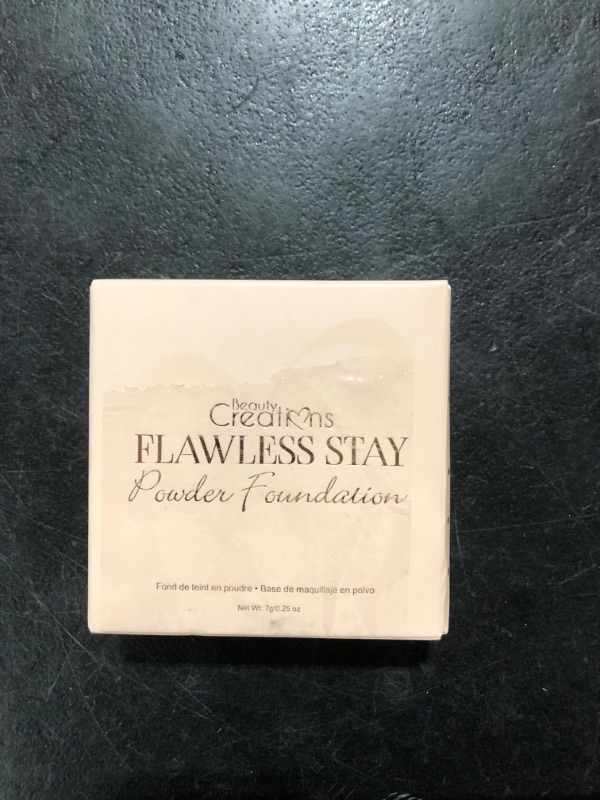 Beauty
Creations
FLAWLESS STAY
Powder Foundation
Fond de teint en poudre • Base de maquillaje en polvo
Net Wt. 7g/0.25 oz